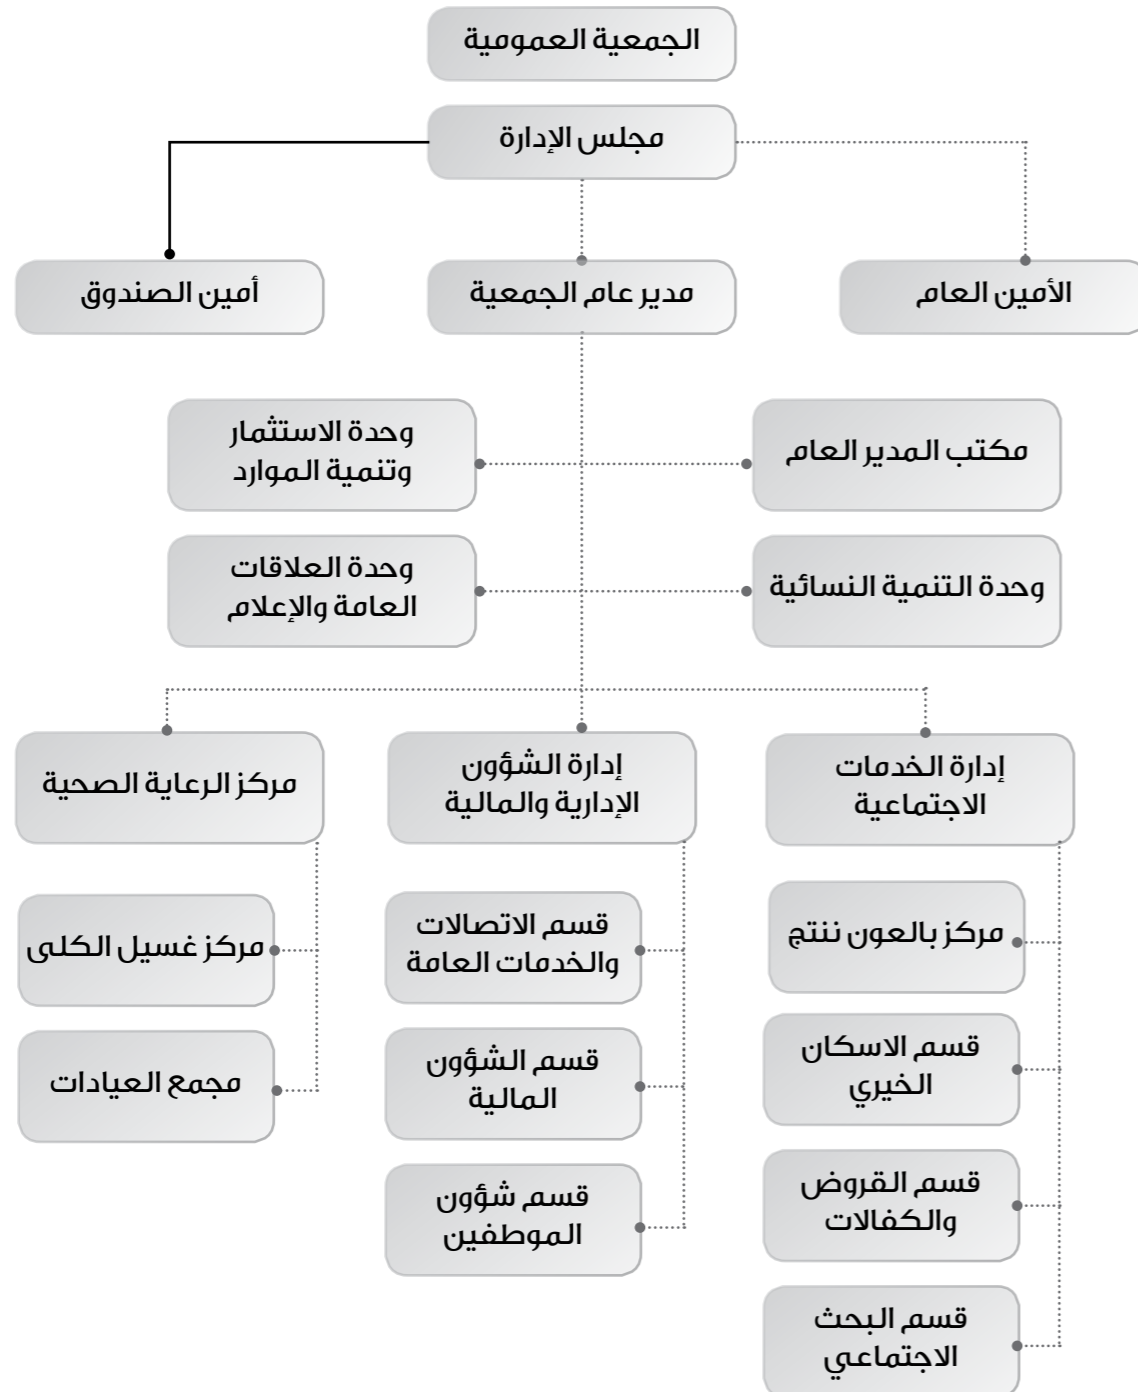 الجمعية العمومية
مجلس الإدارة
الأمين العام
مدير عام الجمعية
أمين الصندوق
مكتب المدير العام
وحدة الاستثمار
وتنمية الموارد
وحدة التنمية النسائية
وحدة العلاقات
العامة والإعلام
إدارة الخدمات
الاجتماعية
مركز بالعون ننتج
قسم الاسكان
الخيري
قسم القروض
والكفالات
قسم البحث
الاجتماعي
إدارة الشؤون
الإدارية والمالية
قسم الاتصالات
والخدمات العامة
قسم الشؤون
المالية
قسم شؤون
الموظفين
مركز الرعاية الصحية
مركز غسيل الكلى
مجمع العيادات